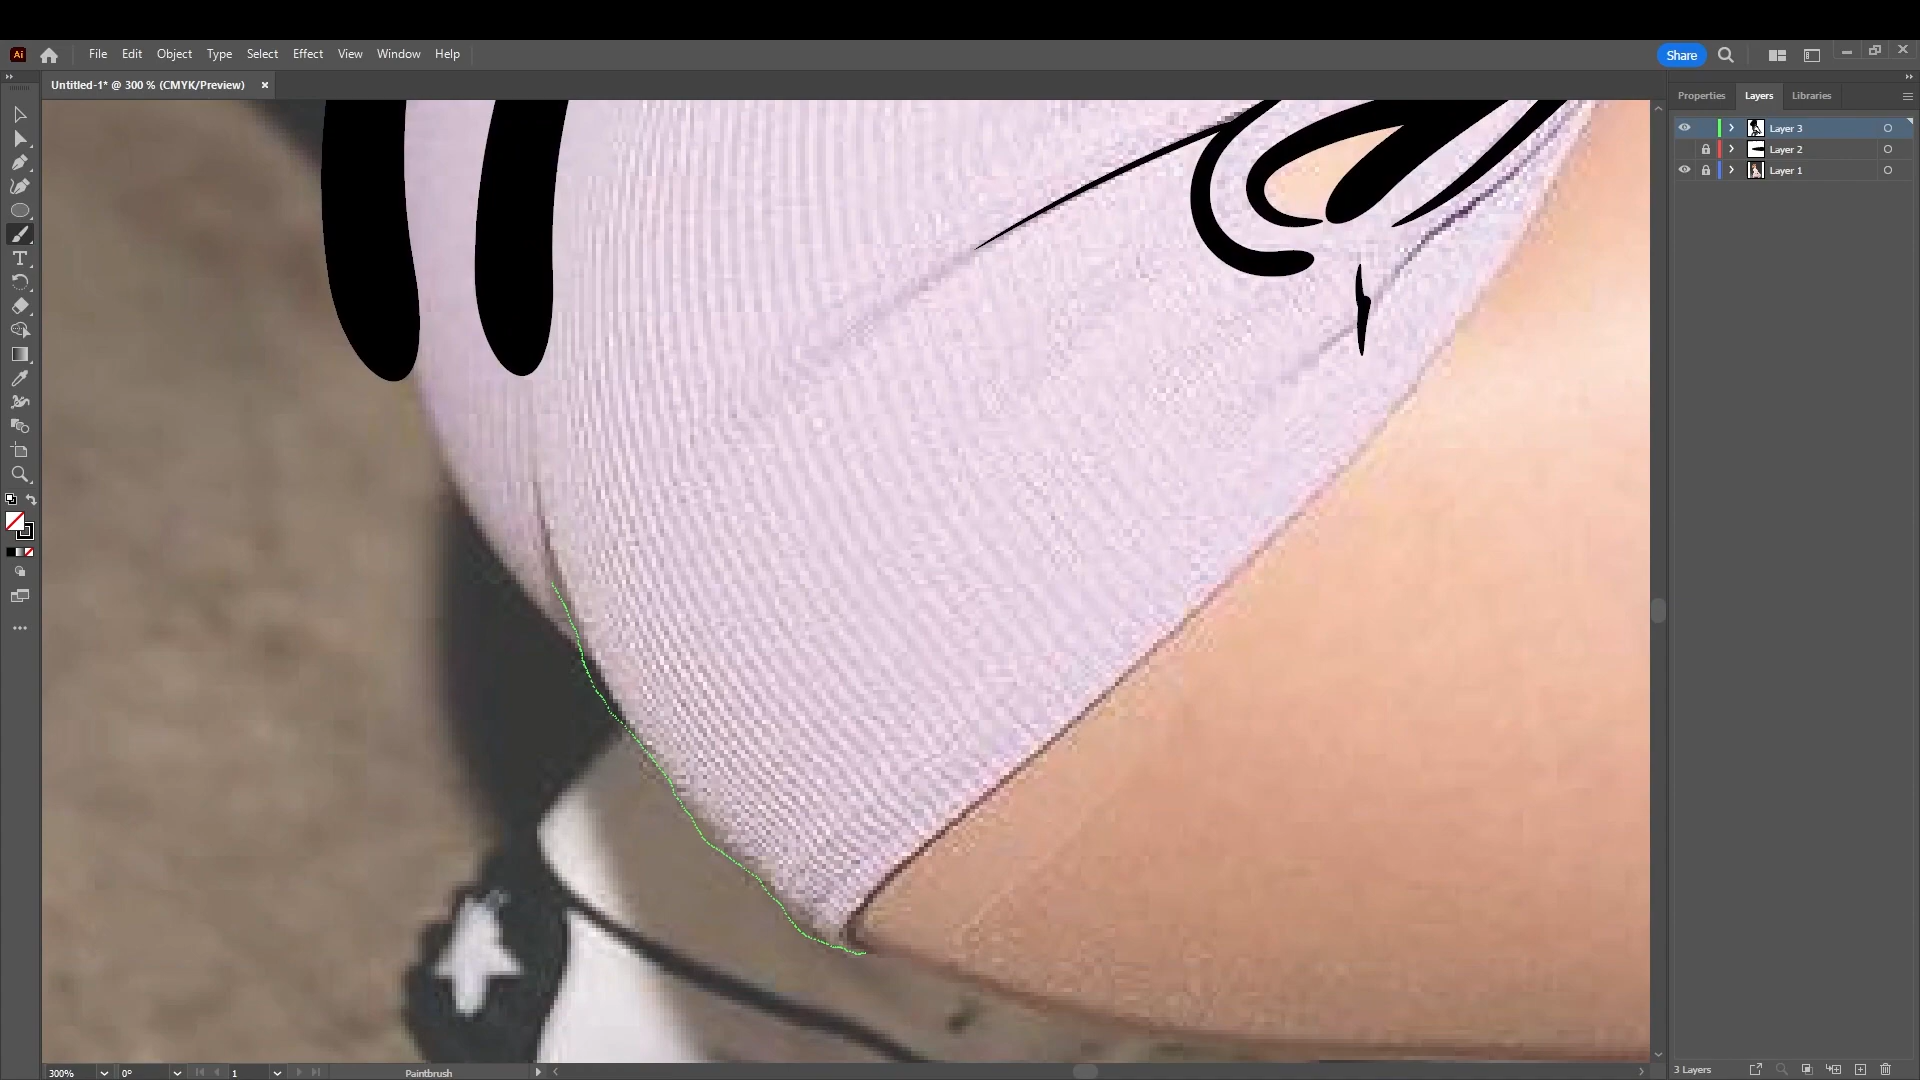 Ai File Edit Object Type Select Effect View Window Help Share
Untitled-1* @ 300 % (CMYK/Preview) ×
Properties Layers Libraries
Layer 3
Layer 2
Layer 1
300% 0° 1 Paintbrush 3 Layers